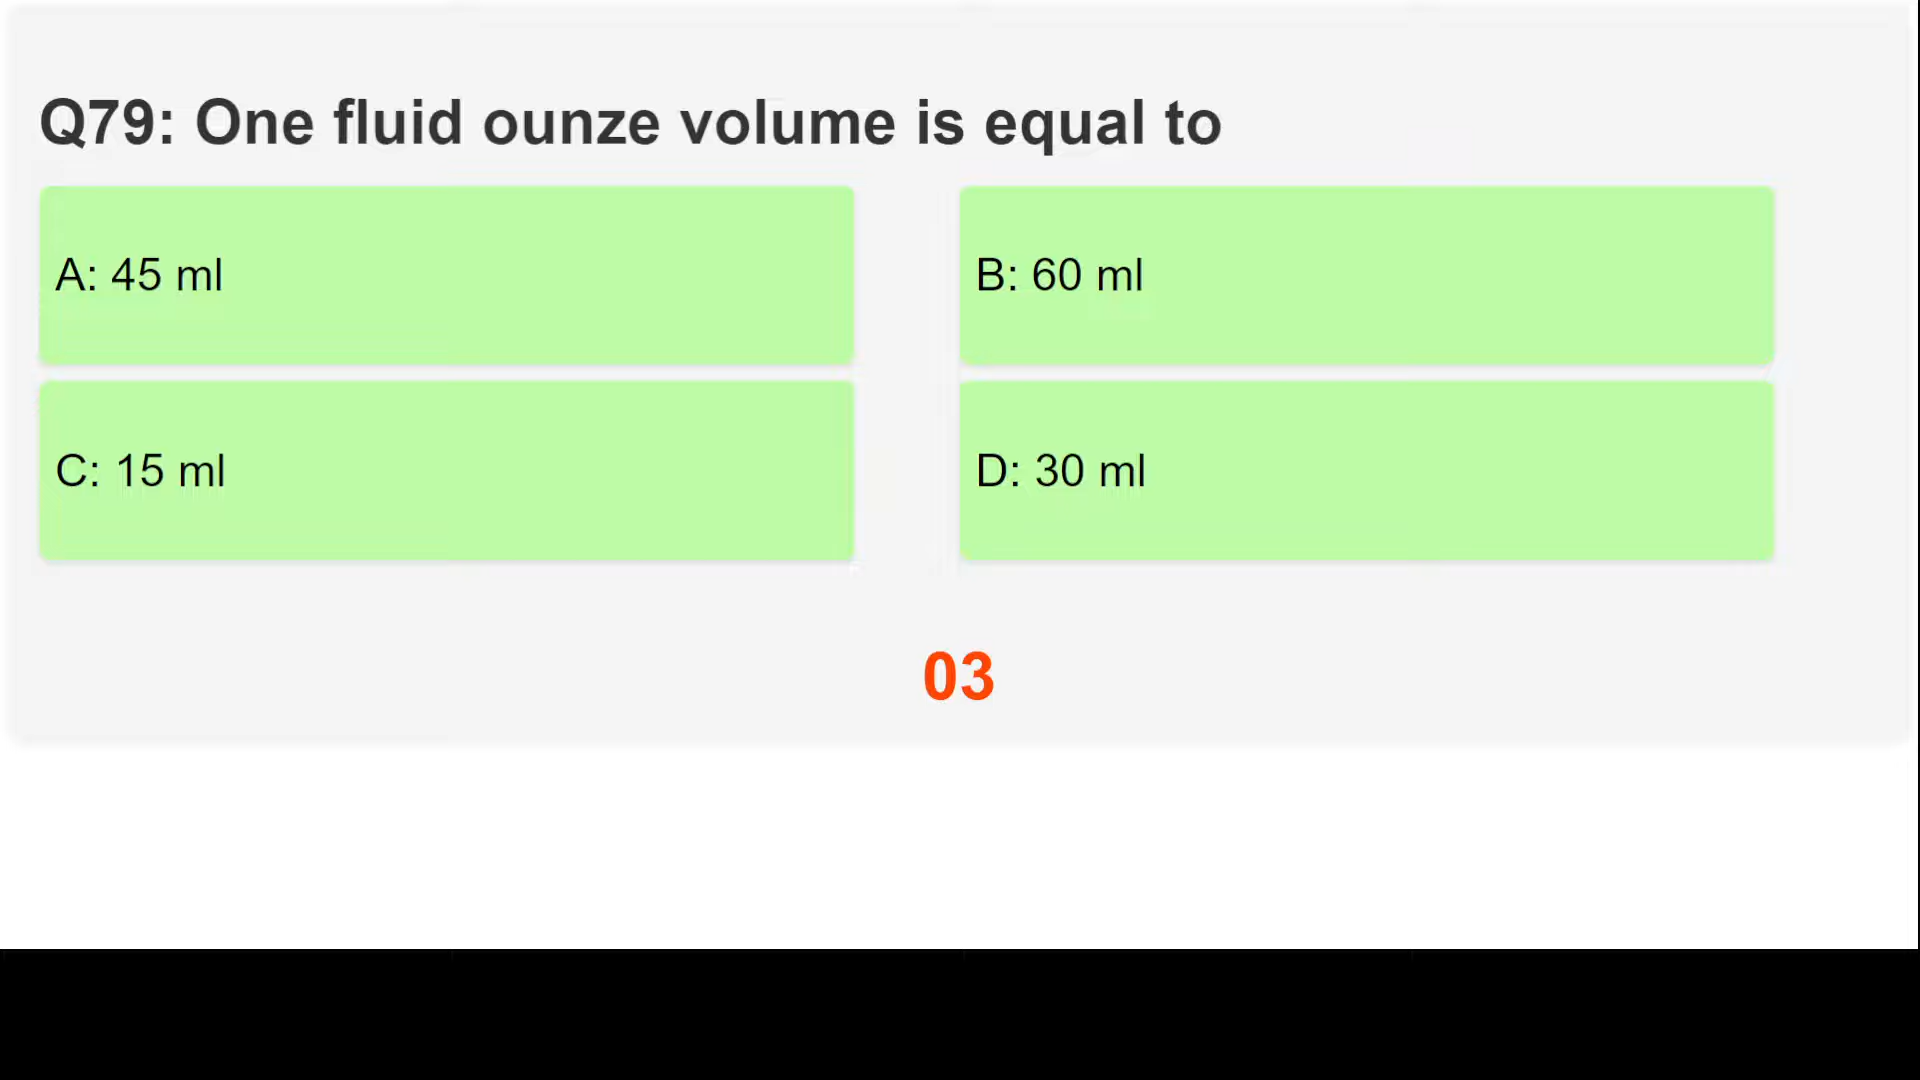 Q79: One fluid ounze volume is equal to
A: 45 ml
B: 60 ml
C: 15 ml
D: 30 ml
03